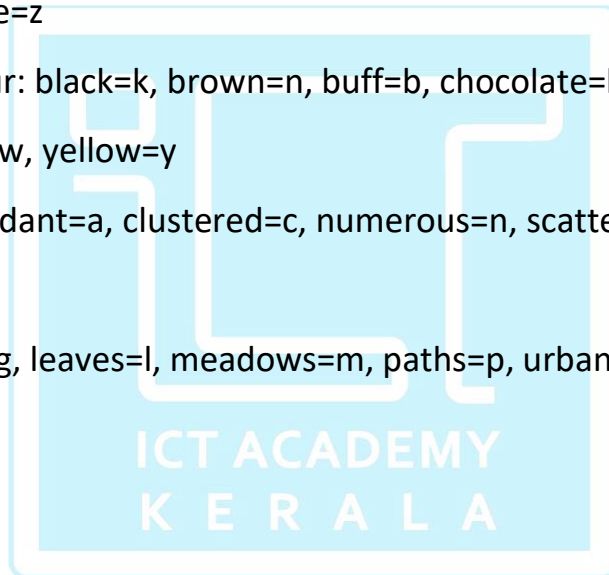 e=z
r: black=k, brown=n, buff=b, chocolate=
w, yellow=y
dant=a, clustered=c, numerous=n, scatte
g, leaves=l, meadows=m, paths=p, urban
ICT ACADEMY
KERALA